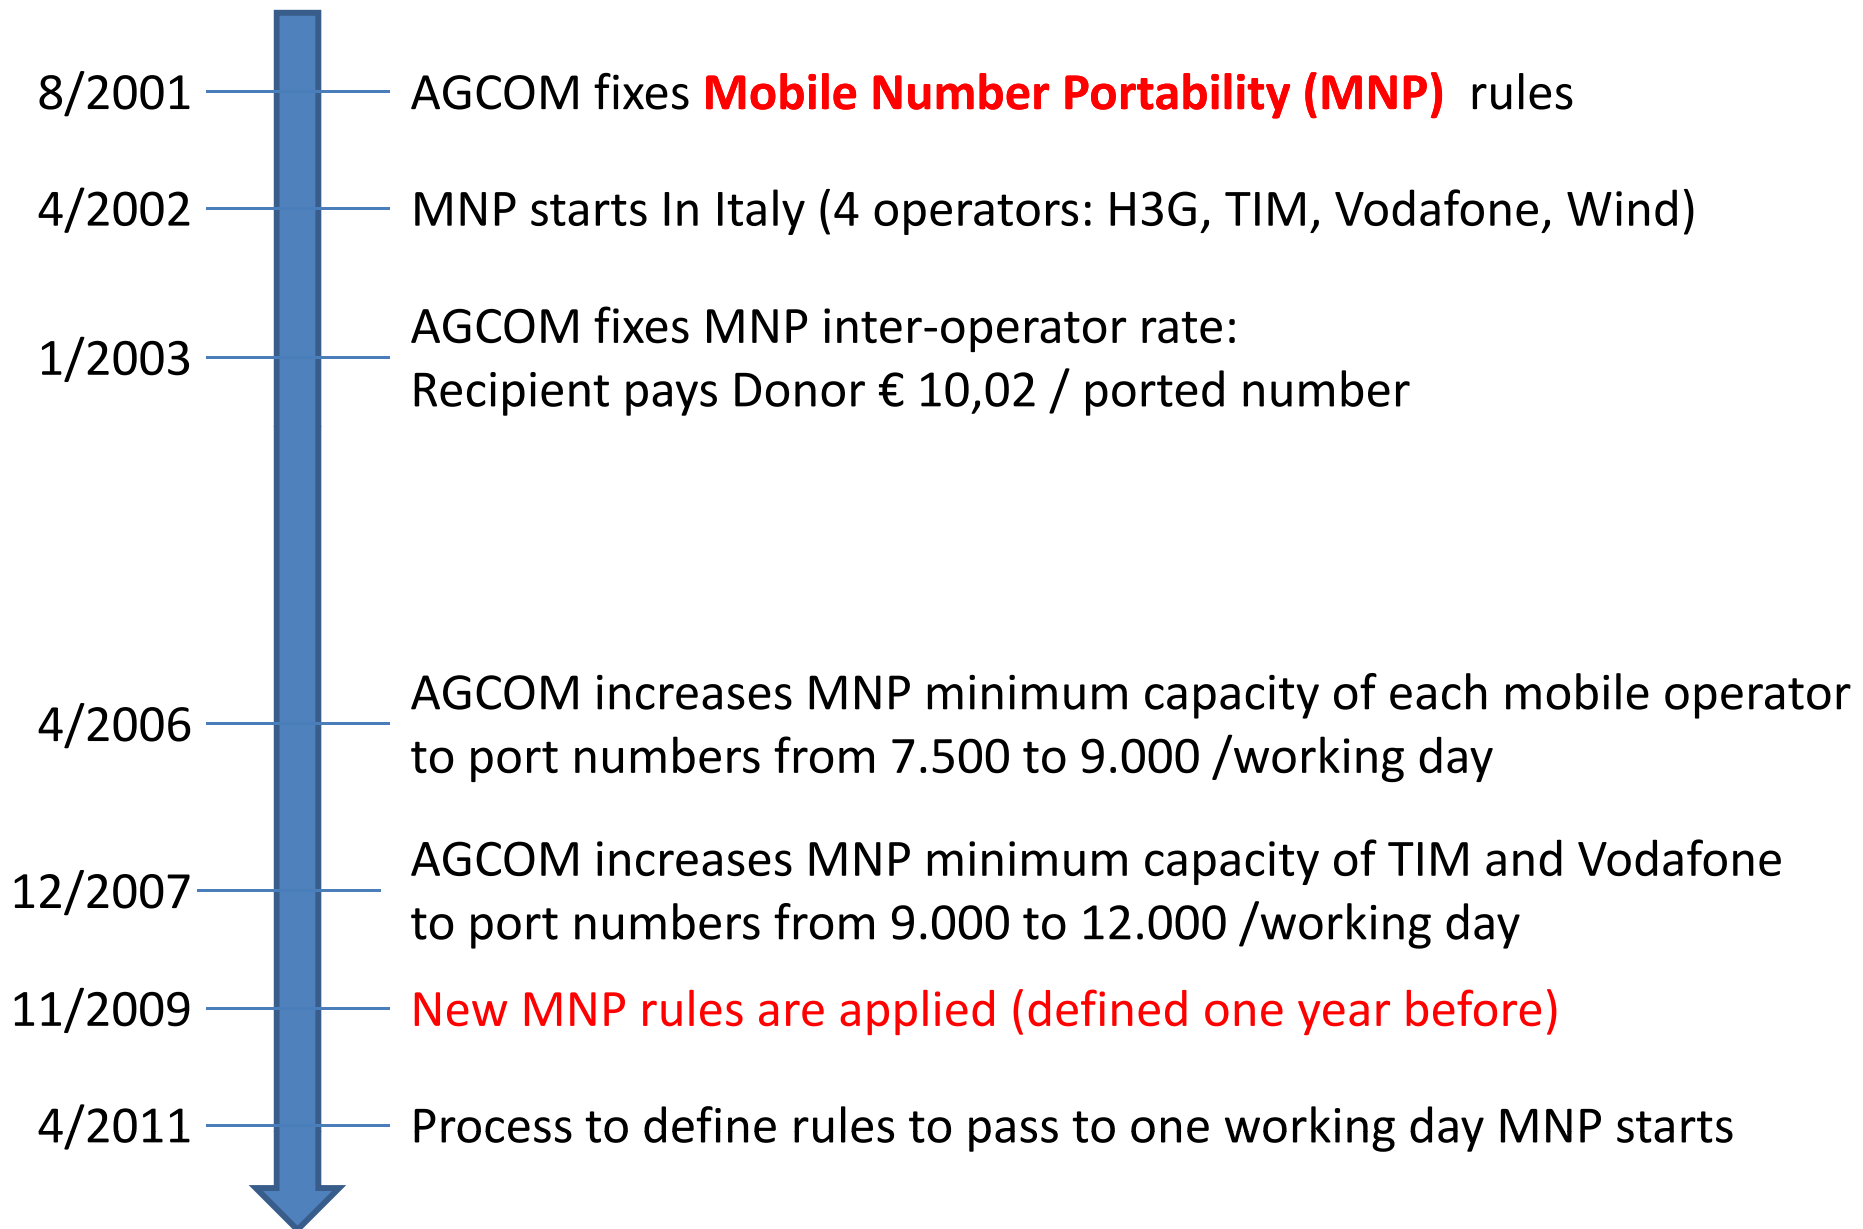 8/2001 AGCOM fixes Mobile Number Portability (MNP) rules
4/2002 MNP starts In Italy (4 operators: H3G, TIM, Vodafone, Wind)
1/2003 AGCOM fixes MNP inter-operator rate:
Recipient pays Donor € 10,02 / ported number
4/2006 AGCOM increases MNP minimum capacity of each mobile operator
to port numbers from 7.500 to 9.000 /working day
12/2007 AGCOM increases MNP minimum capacity of TIM and Vodafone
to port numbers from 9.000 to 12.000 /working day
11/2009 New MNP rules are applied (defined one year before)
4/2011 Process to define rules to pass to one working day MNP starts